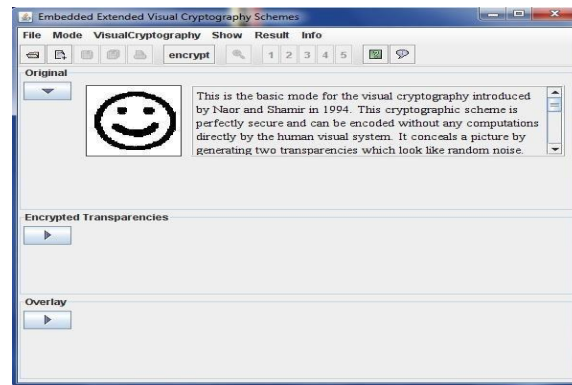 Embedded Extended Visual Cryptography Schemes
File Mode VisualCryptography Show Result Info
encrypt 1 2 3 4 5
Original
This is the basic mode for the visual cryptography introduced
by Naor and Shamir in 1994. This cryptographic scheme is
perfectly secure and can be encoded without any computations
directly by the human visual system. It conceals a picture by
generating two transparencies which look like random noise.
Encrypted Transparencies
Overlay